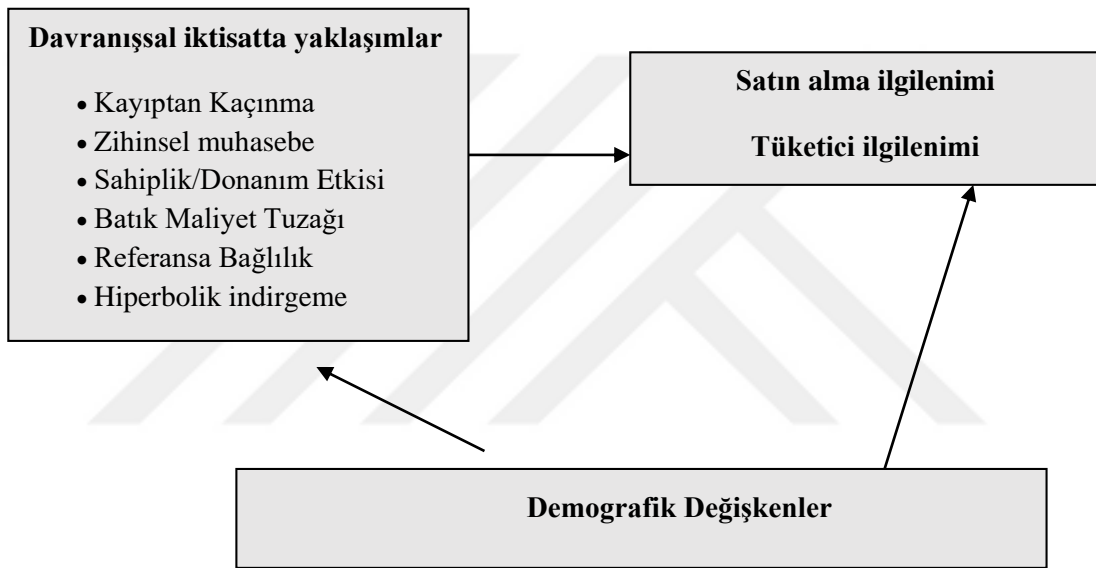 Davranışsal iktisatta yaklaşımlar
• Kayıptan Kaçınma
• Zihinsel muhasebe
• Sahiplik/Donanım Etkisi
• Batık Maliyet Tuzağı
• Referansa Bağlılık
• Hiperbolik indirgeme
Satın alma ilgilenimi
Tüketici ilgilenimi
Demografik Değişkenler